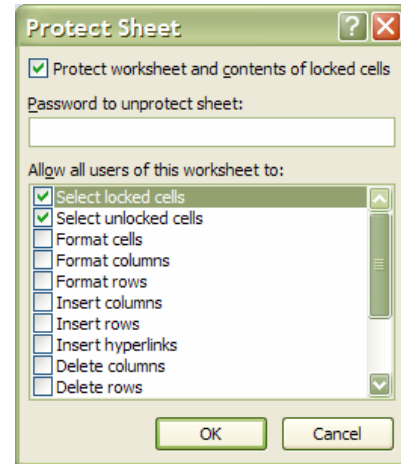 Protect Sheet
Protect worksheet and contents of locked cells
Password to unprotect sheet:
Allow all users of this worksheet to:
Select locked cells
Select unlocked cells
Format cells
Format columns
Format rows
Insert columns
Insert rows
Insert hyperlinks
Delete columns
Delete rows
OK Cancel